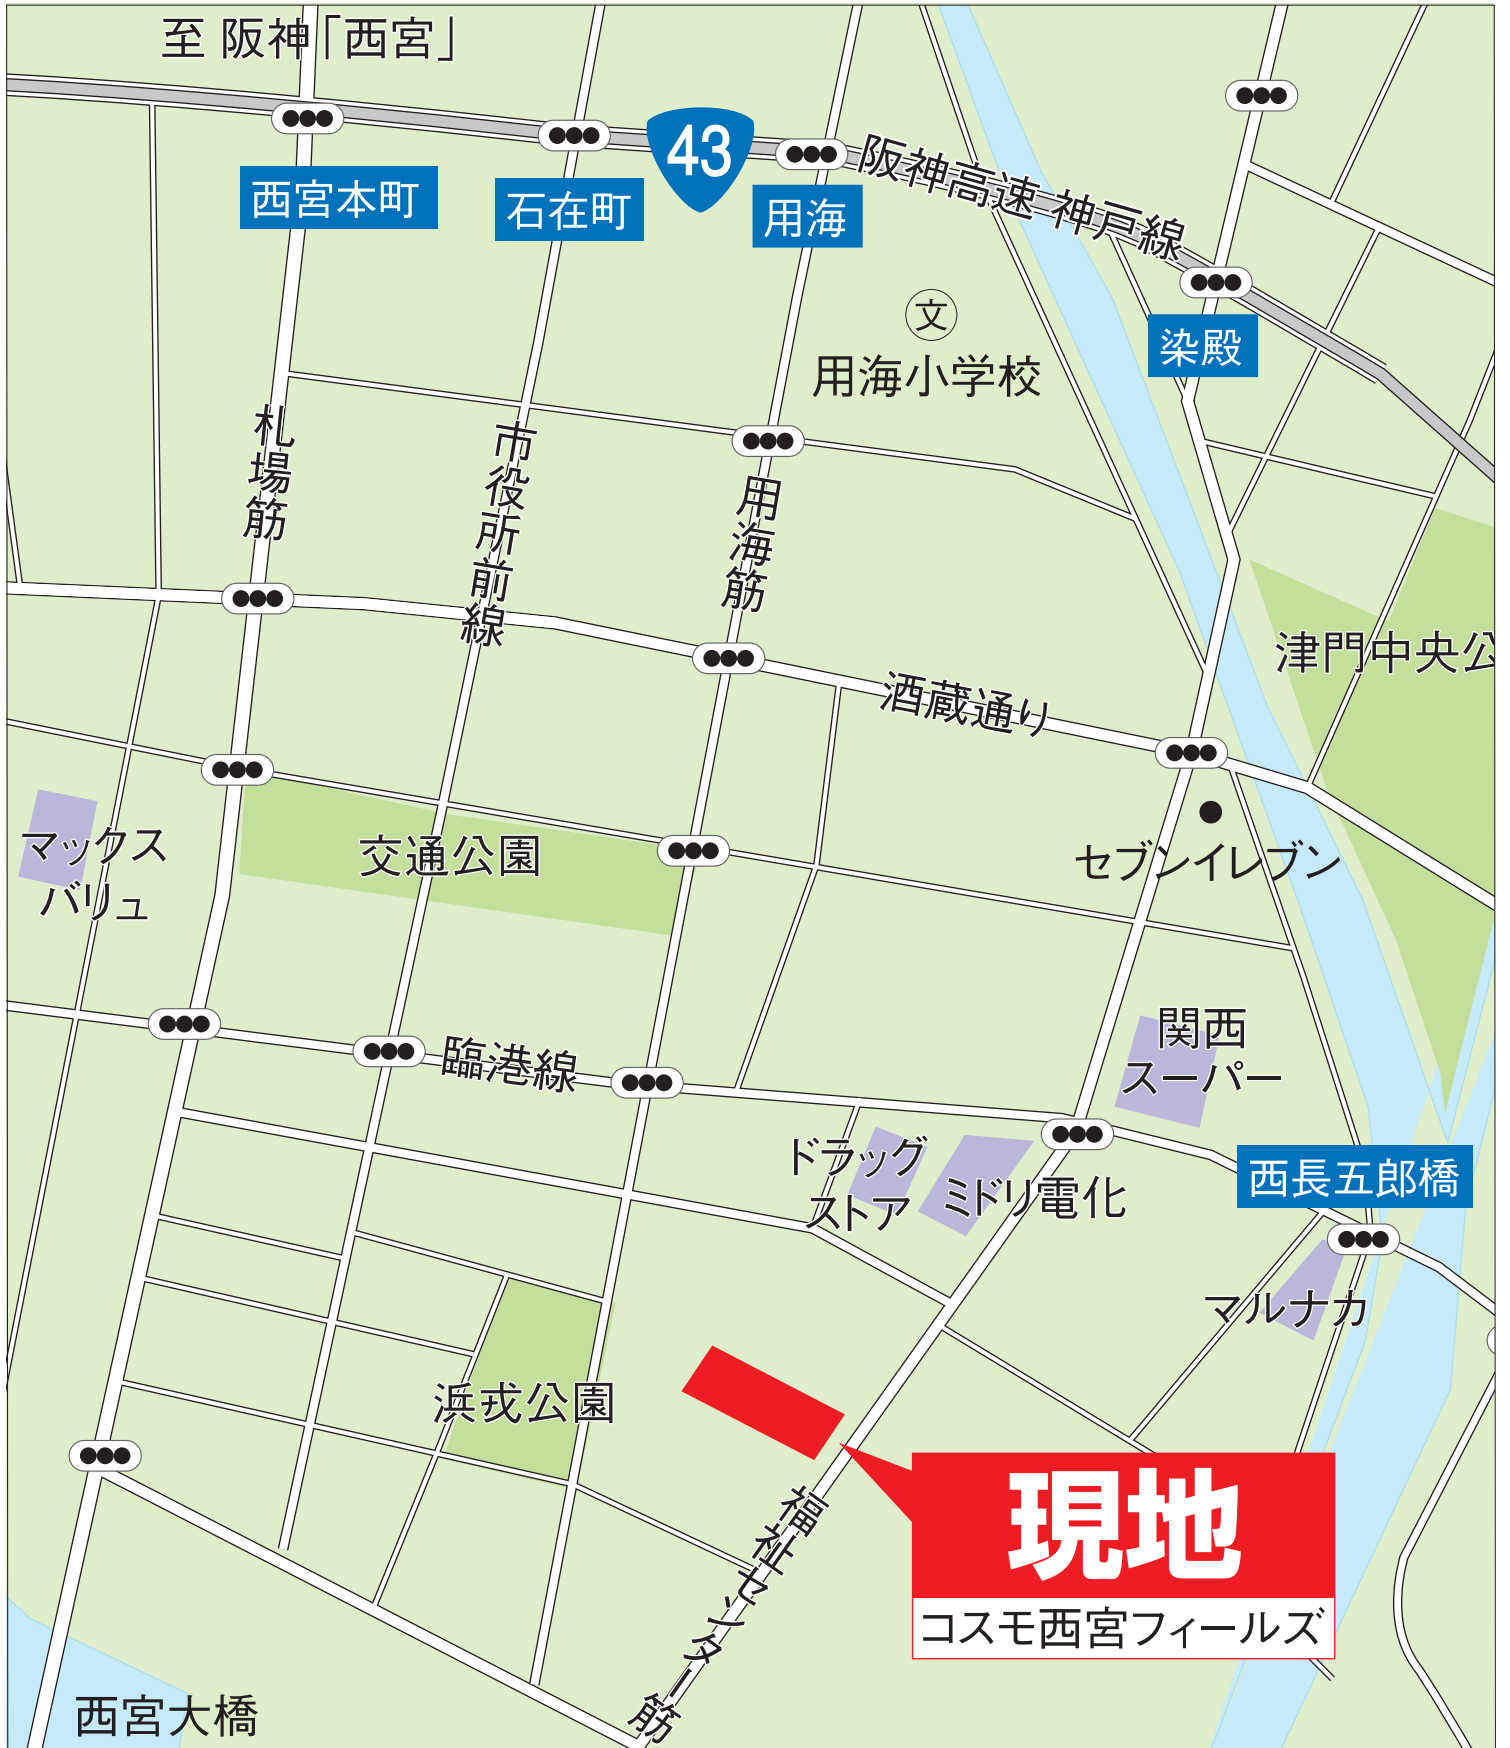 至 阪神「西宮」
43
阪神高速 神戸線
西宮本町
石在町
用海
染殿
文
用海小学校
札場筋
市役所前線
用海筋
津門中央公
酒蔵通り
マックス
バリュ
交通公園
セブンイレブン
関西
スーパー
臨港線
ドラッグ
ストア
ミドリ電化
西長五郎橋
マルナカ
浜戎公園
現地
コスモ西宮フィールズ
福祉センター筋
西宮大橋